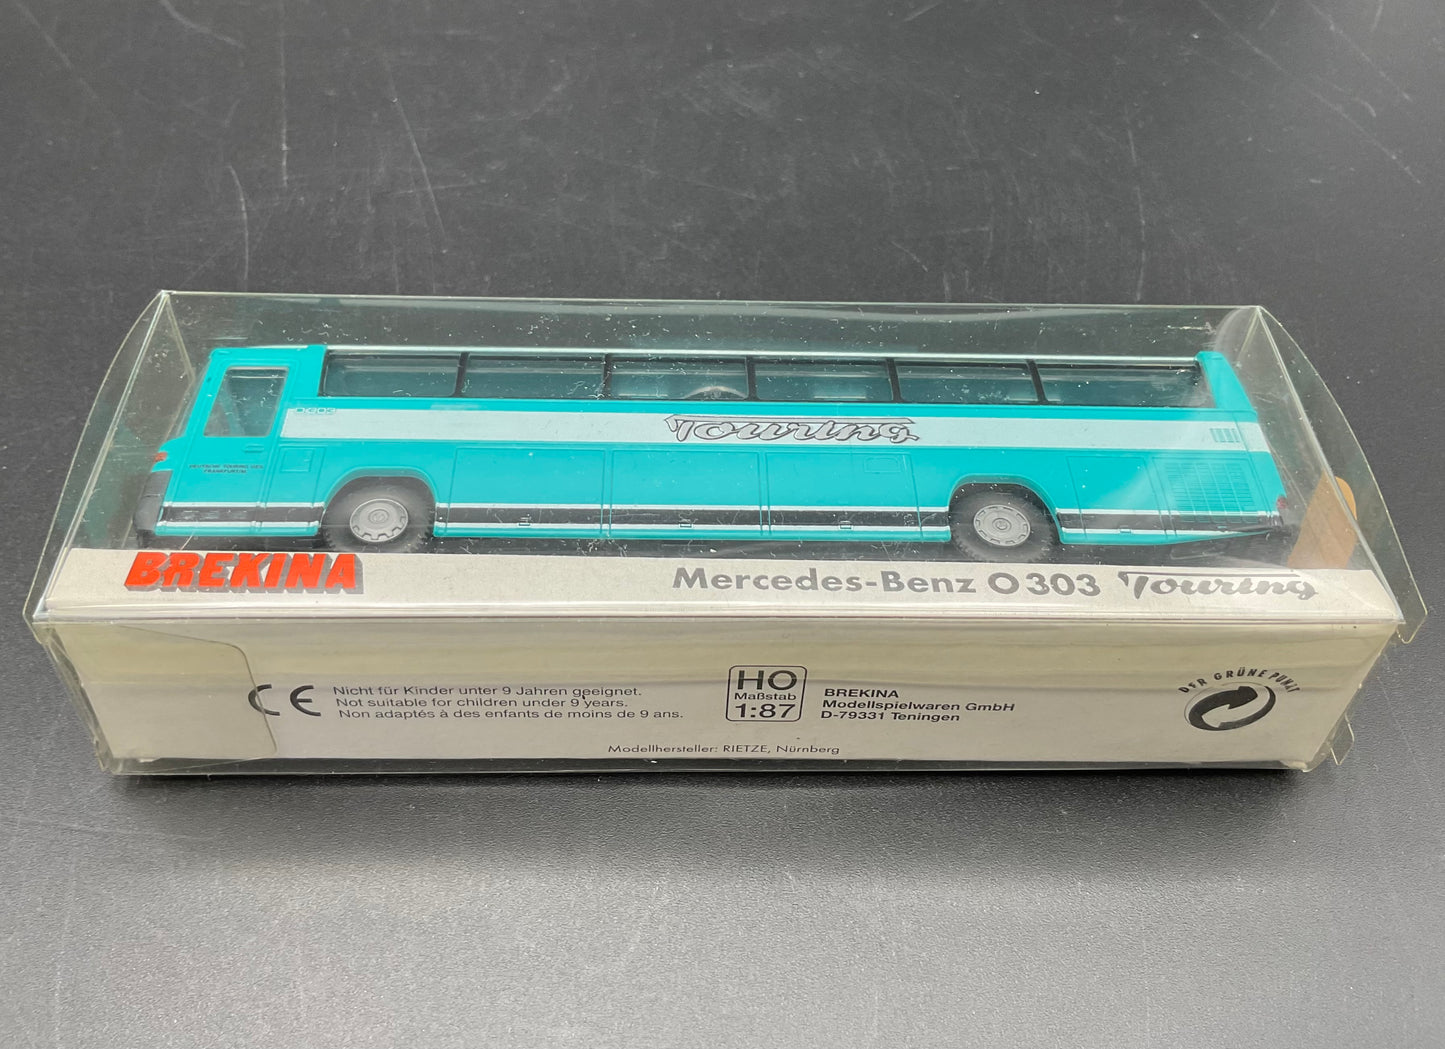 O 303
Touring
DEUTSCHE TOURING GES.
FRANKFURT/M.
BREKINA
Mercedes-Benz O 303 Touring
CE
Nicht für Kinder unter 9 Jahren geeignet.
Not suitable for children under 9 years.
Non adaptés á des enfants de moins de 9 ans.
HO
Maßstab
1:87
BREKINA
Modellspielwaren GmbH
D-79331 Teningen
DER GRÜNE PUNKT
Modellhersteller: RIETZE, Nürnberg